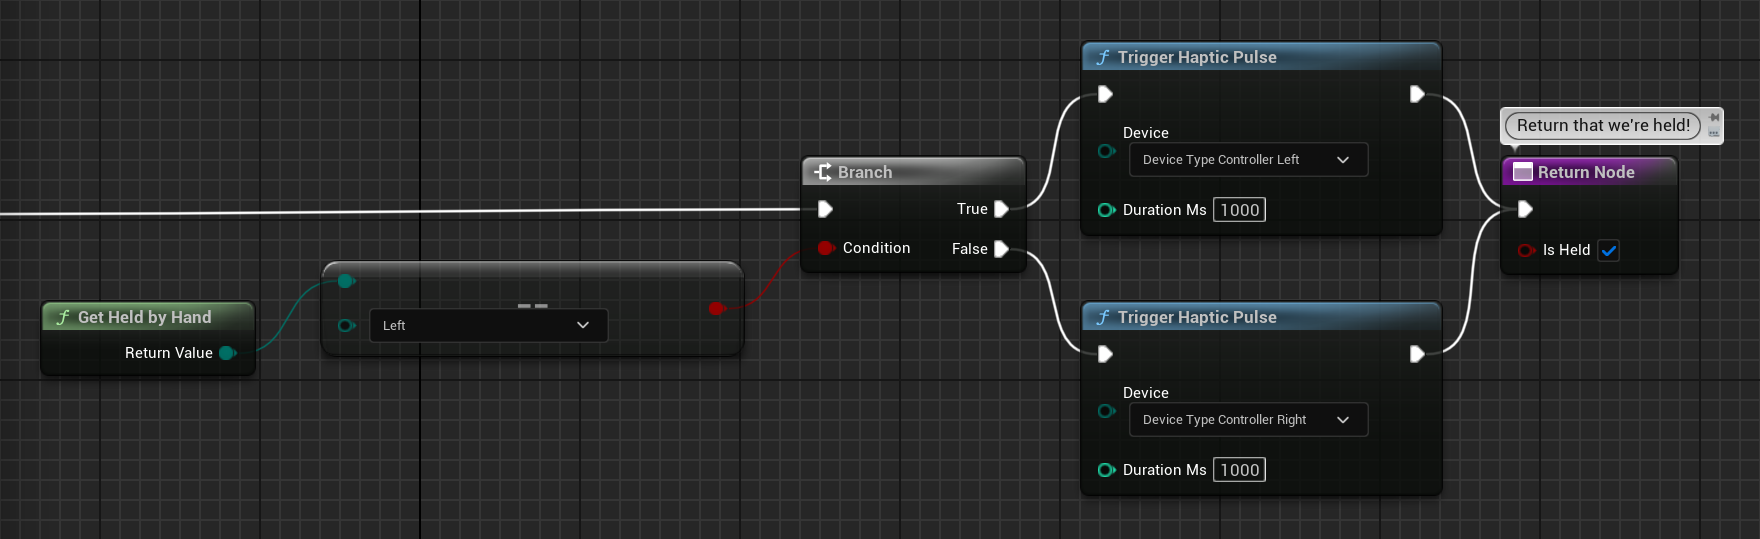 Trigger Haptic Pulse
Device
Device Type Controller Left
Duration Ms 1000
Return that we're held!
Return Node
Is Held
Branch
True
Condition
False
Get Held by Hand
Return Value
==
Left
Trigger Haptic Pulse
Device
Device Type Controller Right
Duration Ms 1000